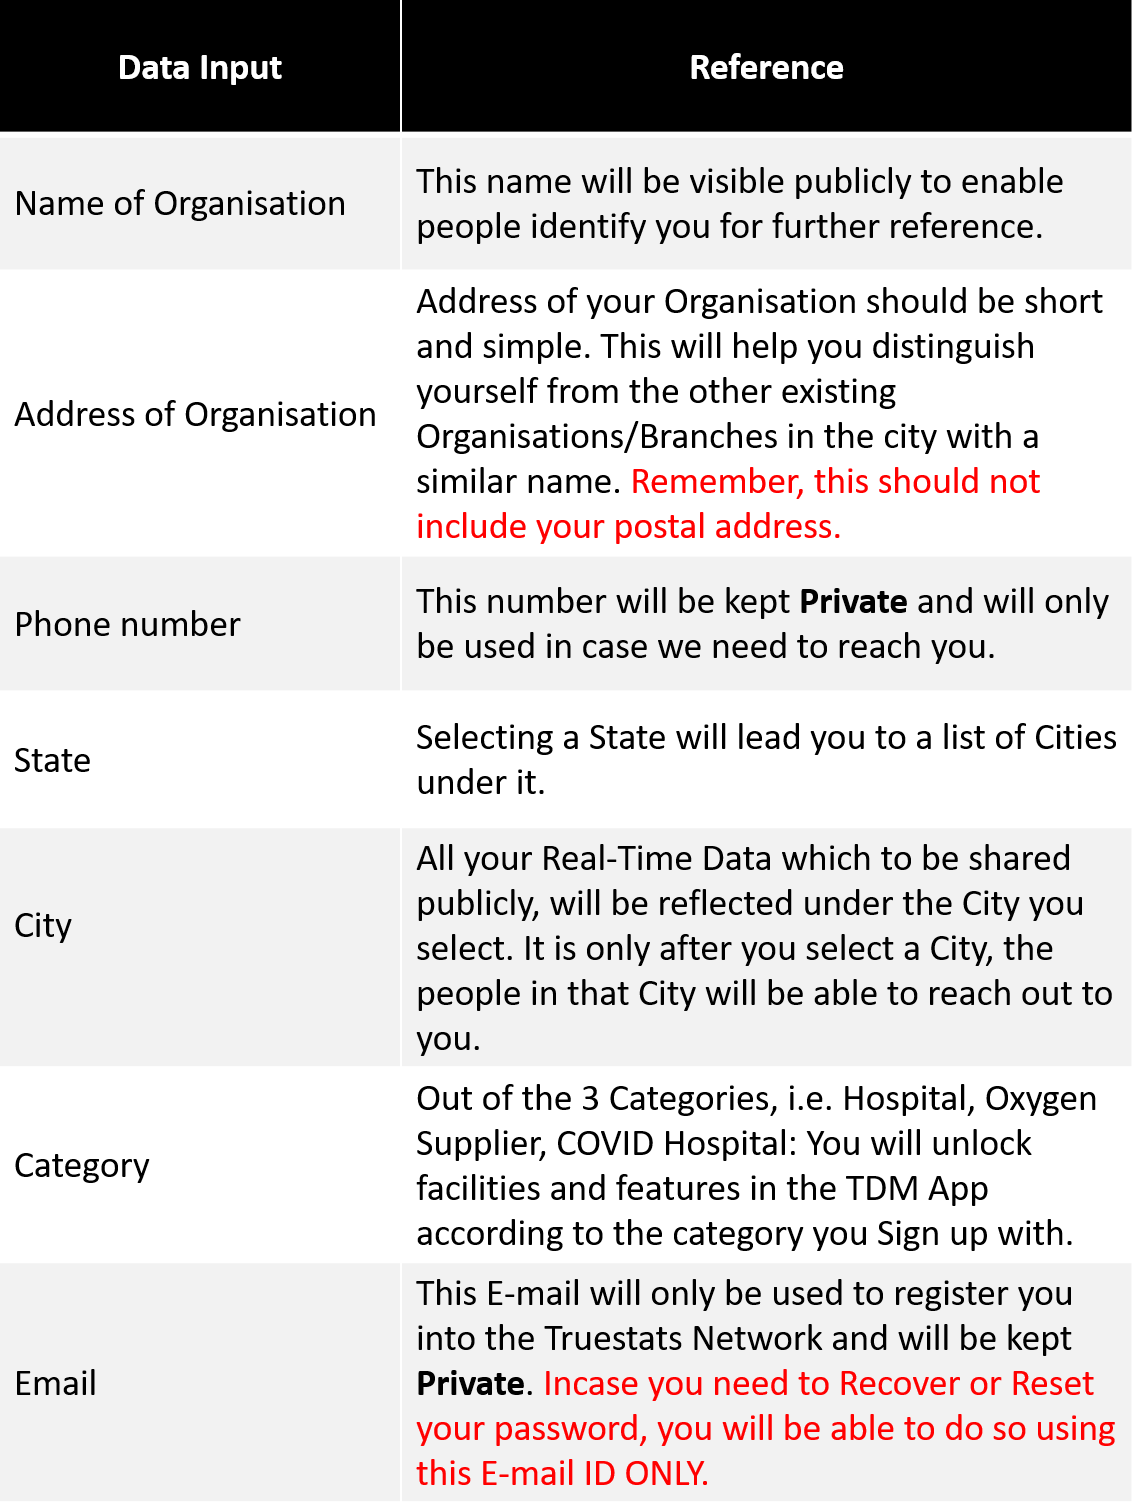 Data Input
Reference
Name of Organisation
This name will be visible publicly to enable
people identify you for further reference.
Address of Organisation
Address of your Organisation should be short
and simple. This will help you distinguish
yourself from the other existing
Organisations/Branches in the city with a
similar name. Remember, this should not
include your postal address.
Phone number
This number will be kept Private and will only
be used in case we need to reach you.
State
Selecting a State will lead you to a list of Cities
under it.
City
All your Real-Time Data which to be shared
publicly, will be reflected under the City you
select. It is only after you select a City, the
people in that City will be able to reach out to
you.
Category
Out of the 3 Categories, i.e. Hospital, Oxygen
Supplier, COVID Hospital: You will unlock
facilities and features in the TDM App
according to the category you Sign up with.
Email
This E-mail will only be used to register you
into the Truestats Network and will be kept
Private. Incase you need to Recover or Reset
your password, you will be able to do so using
this E-mail ID ONLY.